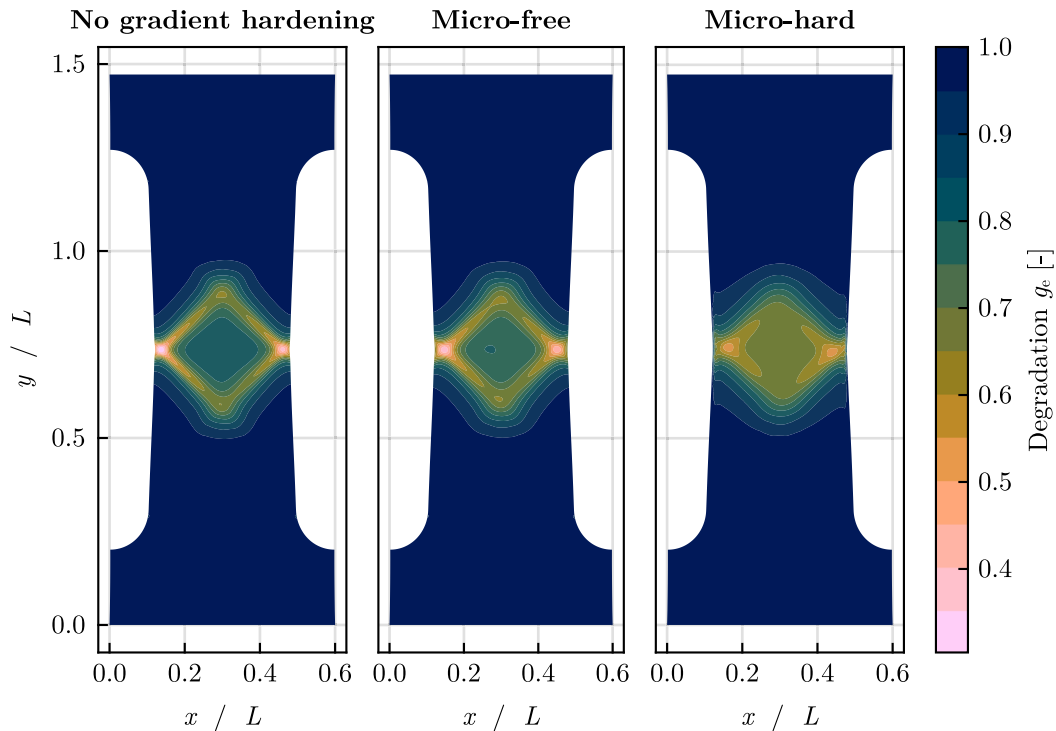 No gradient hardening
Micro-free
Micro-hard
1.5
1.0
0.5
0.0
y / L
0.0 0.2 0.4 0.6
0.0 0.2 0.4 0.6
0.0 0.2 0.4 0.6
x / L
x / L
x / L
1.0
0.9
0.8
0.7
0.6
0.5
0.4
Degradation gₑ [-]